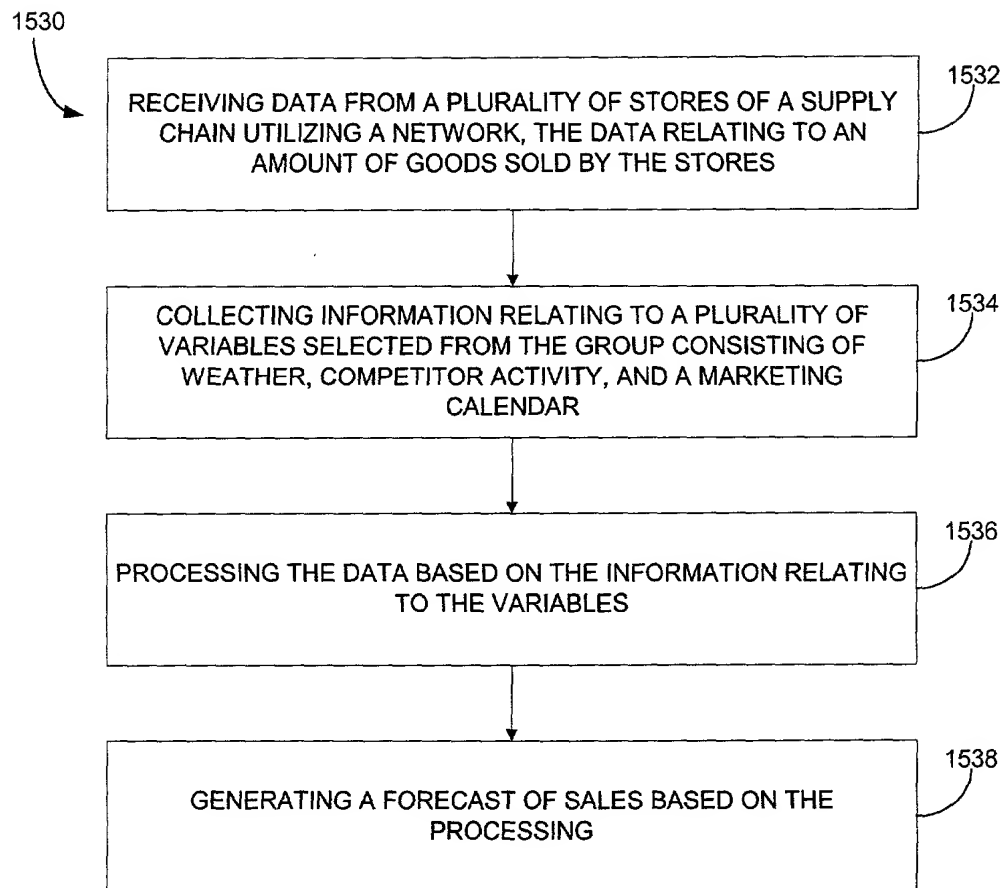 1530
1532
RECEIVING DATA FROM A PLURALITY OF STORES OF A SUPPLY
CHAIN UTILIZING A NETWORK, THE DATA RELATING TO AN
AMOUNT OF GOODS SOLD BY THE STORES
1534
COLLECTING INFORMATION RELATING TO A PLURALITY OF
VARIABLES SELECTED FROM THE GROUP CONSISTING OF
WEATHER, COMPETITOR ACTIVITY, AND A MARKETING
CALENDAR
1536
PROCESSING THE DATA BASED ON THE INFORMATION RELATING
TO THE VARIABLES
1538
GENERATING A FORECAST OF SALES BASED ON THE
PROCESSING